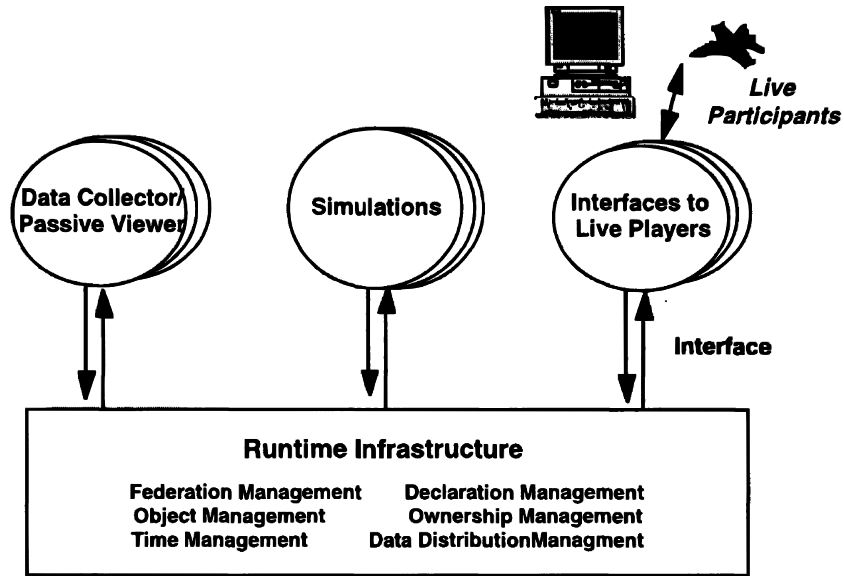 Live
Participants
Data Collector/
Passive Viewer
Simulations
Interfaces to
Live Players
Interface
Runtime Infrastructure
Federation Management Declaration Management
Object Management Ownership Management
Time Management Data DistributionManagment